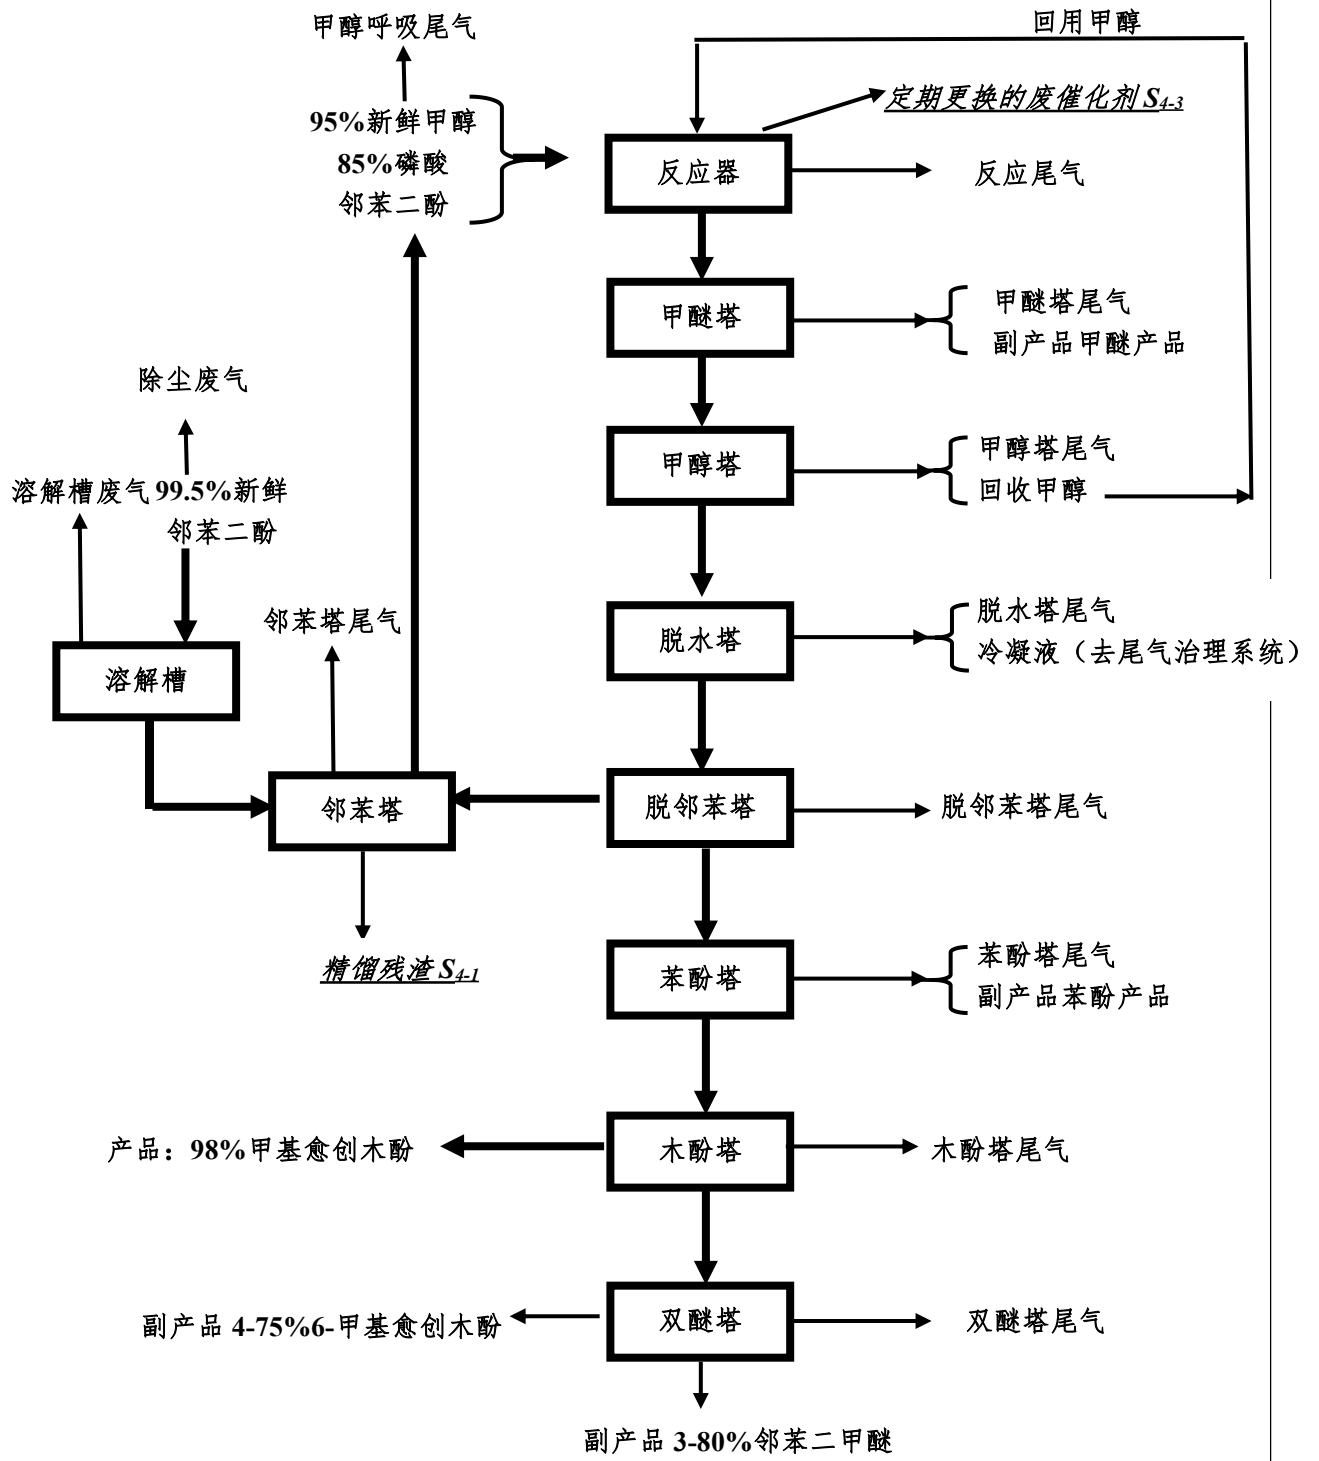 甲醇呼吸尾气
回用甲醇
定期更换的废催化剂 S4-3
95%新鲜甲醇
85%磷酸
邻苯二酚
反应器
反应尾气
甲醚塔
甲醚塔尾气
副产品甲醚产品
除尘废气
甲醇塔
甲醇塔尾气
回收甲醇
溶解槽废气 99.5%新鲜
邻苯二酚
邻苯塔尾气
脱水塔
脱水塔尾气
冷凝液（去尾气治理系统）
溶解槽
邻苯塔
脱邻苯塔
脱邻苯塔尾气
精馏残渣 S4-1
苯酚塔
苯酚塔尾气
副产品苯酚产品
产品：98%甲基愈创木酚
木酚塔
木酚塔尾气
副产品 4-75%6-甲基愈创木酚
双醚塔
双醚塔尾气
副产品 3-80%邻苯二甲醚